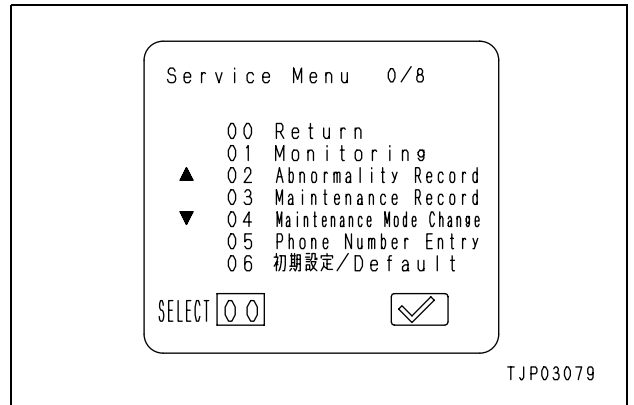 Service Menu 0/8
00 Return
01 Monitoring
▲ 02 Abnormality Record
03 Maintenance Record
▼ 04 Maintenance Mode Change
05 Phone Number Entry
06 初期設定/Default
SELECT 00
TJP03079